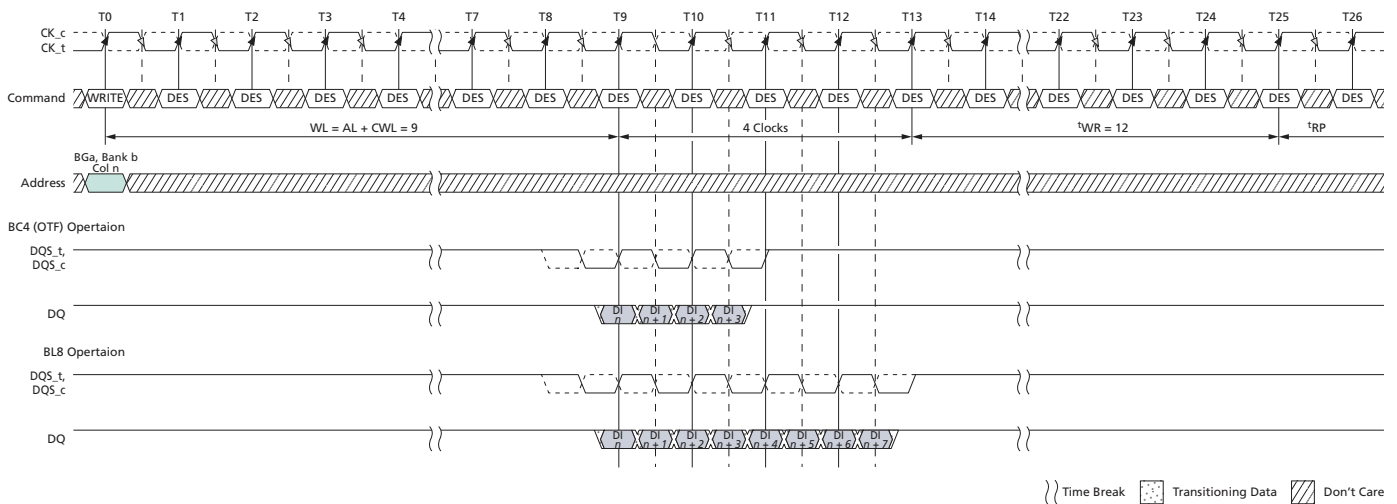 T0 T1 T2 T3 T4 T7 T8 T9 T10 T11 T12 T13 T14 T22 T23 T24 T25 T26
CK_c
CK_t
Command WRITE DES DES DES DES DES DES DES DES DES DES DES DES DES DES DES DES DES
WL = AL + CWL = 9 4 Clocks tWR = 12 tRP
BGa, Bank b
Col n
Address
BC4 (OTF) Opertaion
DQS_t,
DQS_c
DQ DI n DI n + 1 DI n + 2 DI n + 3
BL8 Opertaion
DQS_t,
DQS_c
DQ DI n DI n + 1 DI n + 2 DI n + 3 DI n + 4 DI n + 5 DI n + 6 DI n + 7
Time Break Transitioning Data Don't Care